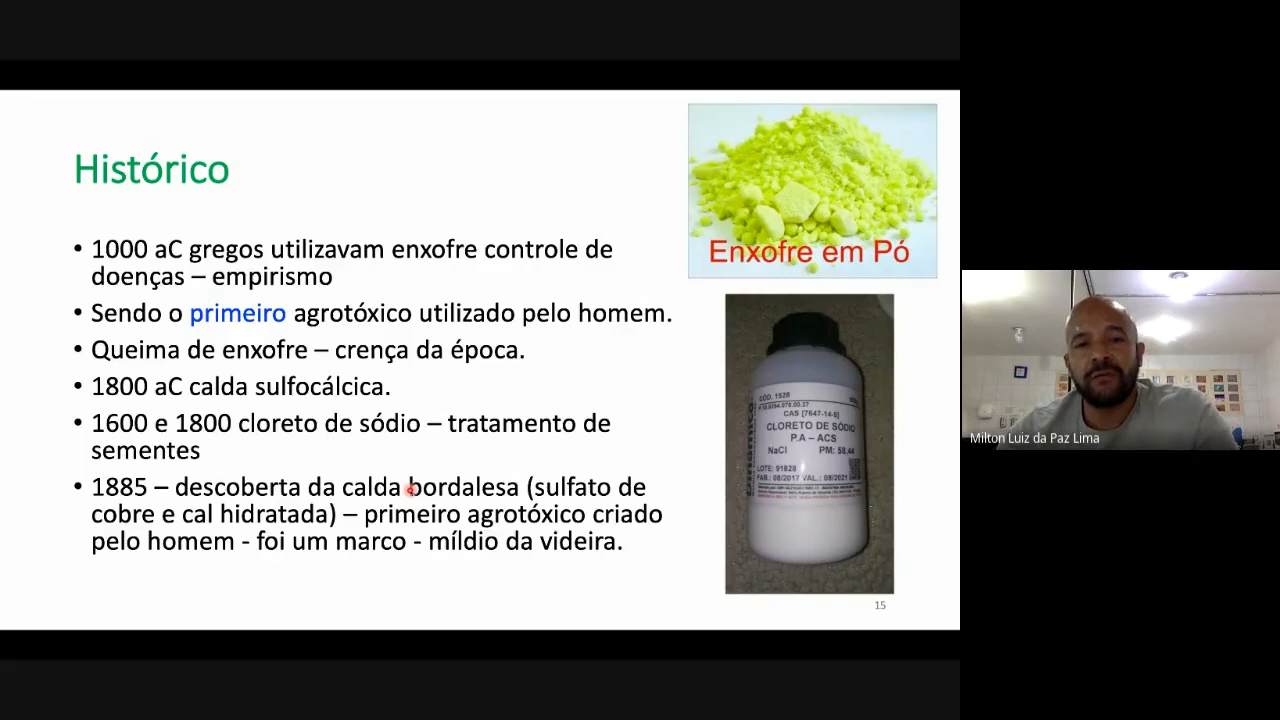 Histórico
• 1000 aC gregos utilizavam enxofre controle de
doenças – empirismo
• Sendo o primeiro agrotóxico utilizado pelo homem.
• Queima de enxofre – crença da época.
• 1800 aC calda sulfocálcica.
• 1600 e 1800 cloreto de sódio – tratamento de
sementes
• 1885 – descoberta da calda bordalesa (sulfato de
cobre e cal hidratada) – primeiro agrotóxico criado
pelo homem - foi um marco - míldio da videira.
Enxofre em Pó
CÓD. 1528
CAS [7647-14-5]
CLORETO DE SÓDIO
P.A – ACS
NaCl PM: 58,44
LOTE: 91828
FAB.: 08/2017 VAL.: 08/2021
15
Milton Luiz da Paz Lima